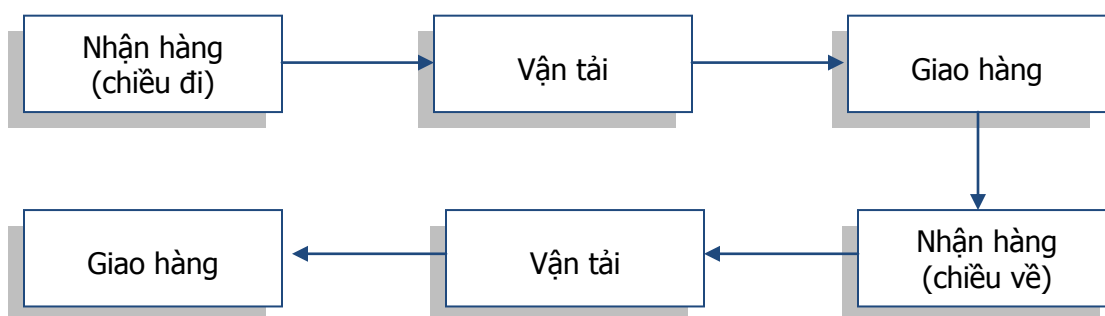 Nhận hàng
(chiều đi)
Vận tải
Giao hàng
Giao hàng
Vận tải
Nhận hàng
(chiều về)